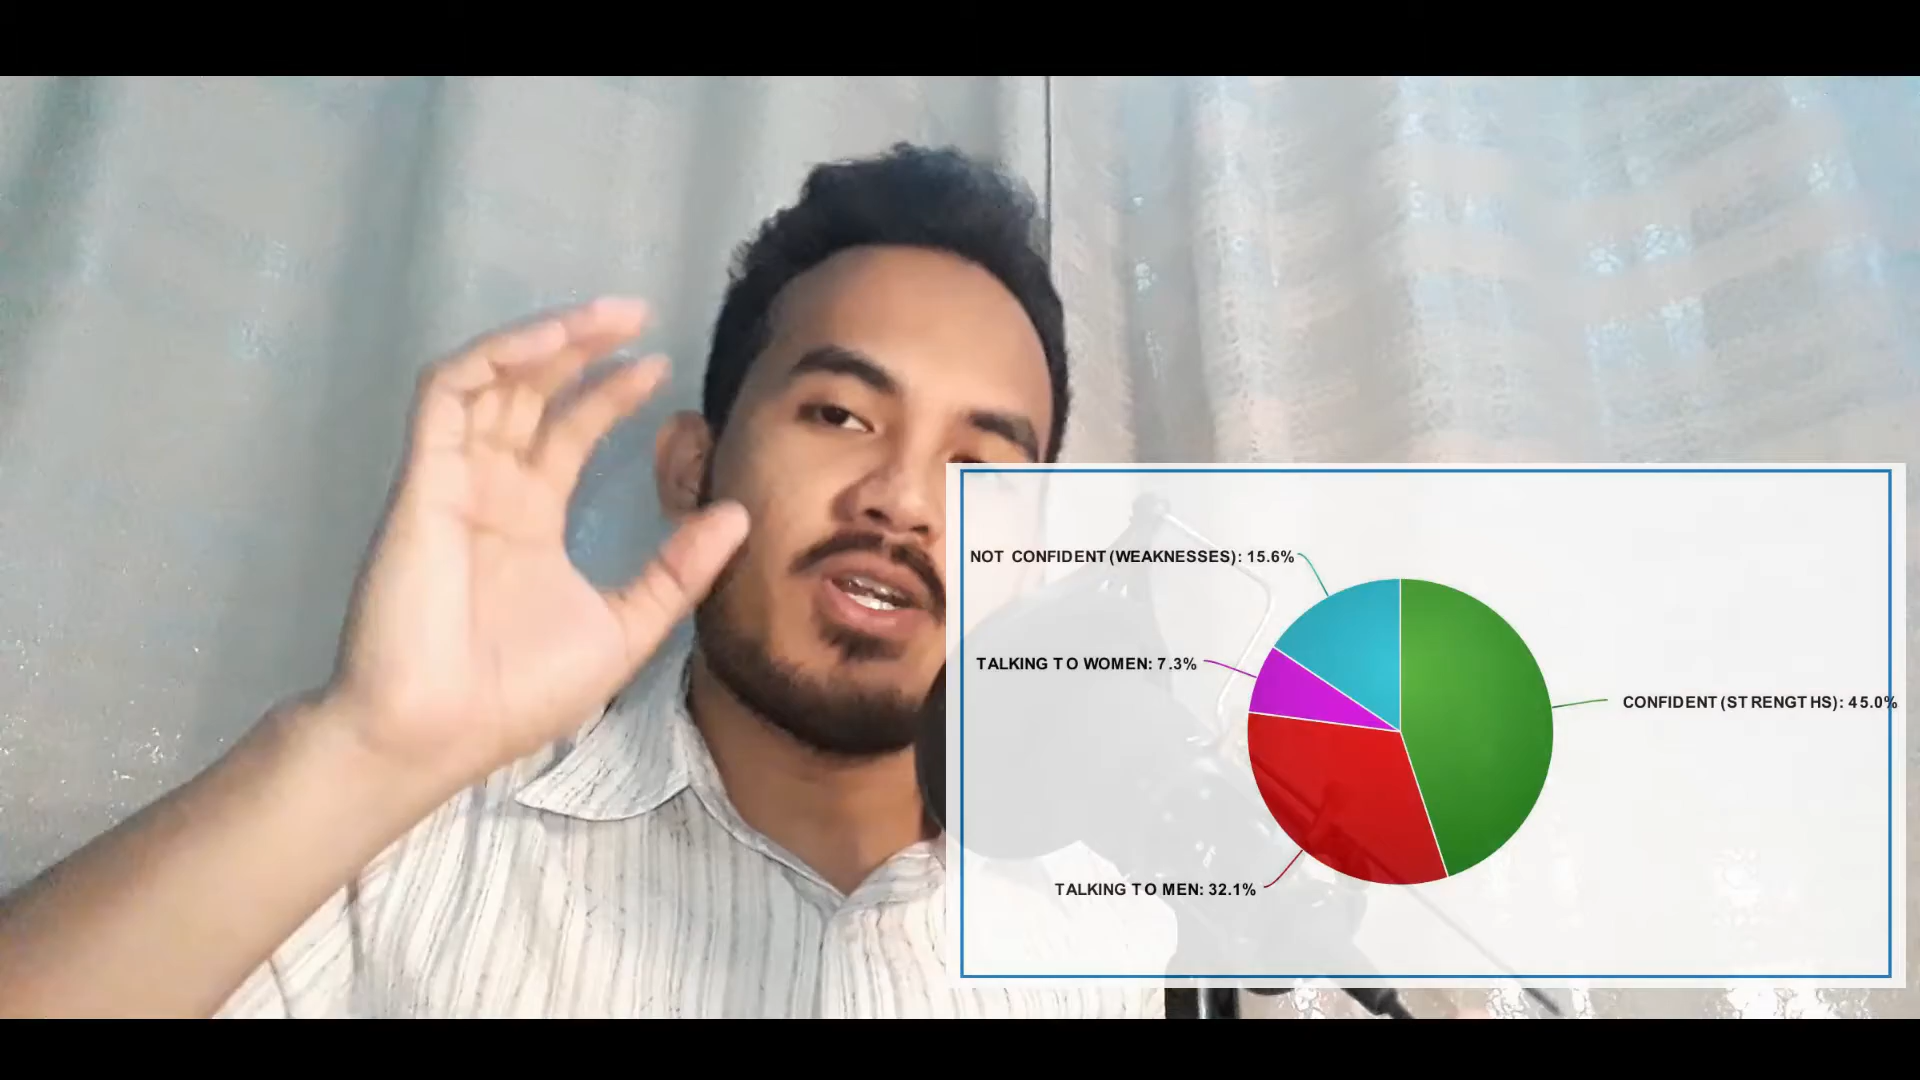 NOT CONFIDENT (WEAKNESSES): 15.6%
TALKING TO WOMEN: 7.3%
CONFIDENT (STRENGTHS): 45.0%
TALKING TO MEN: 32.1%
OFF